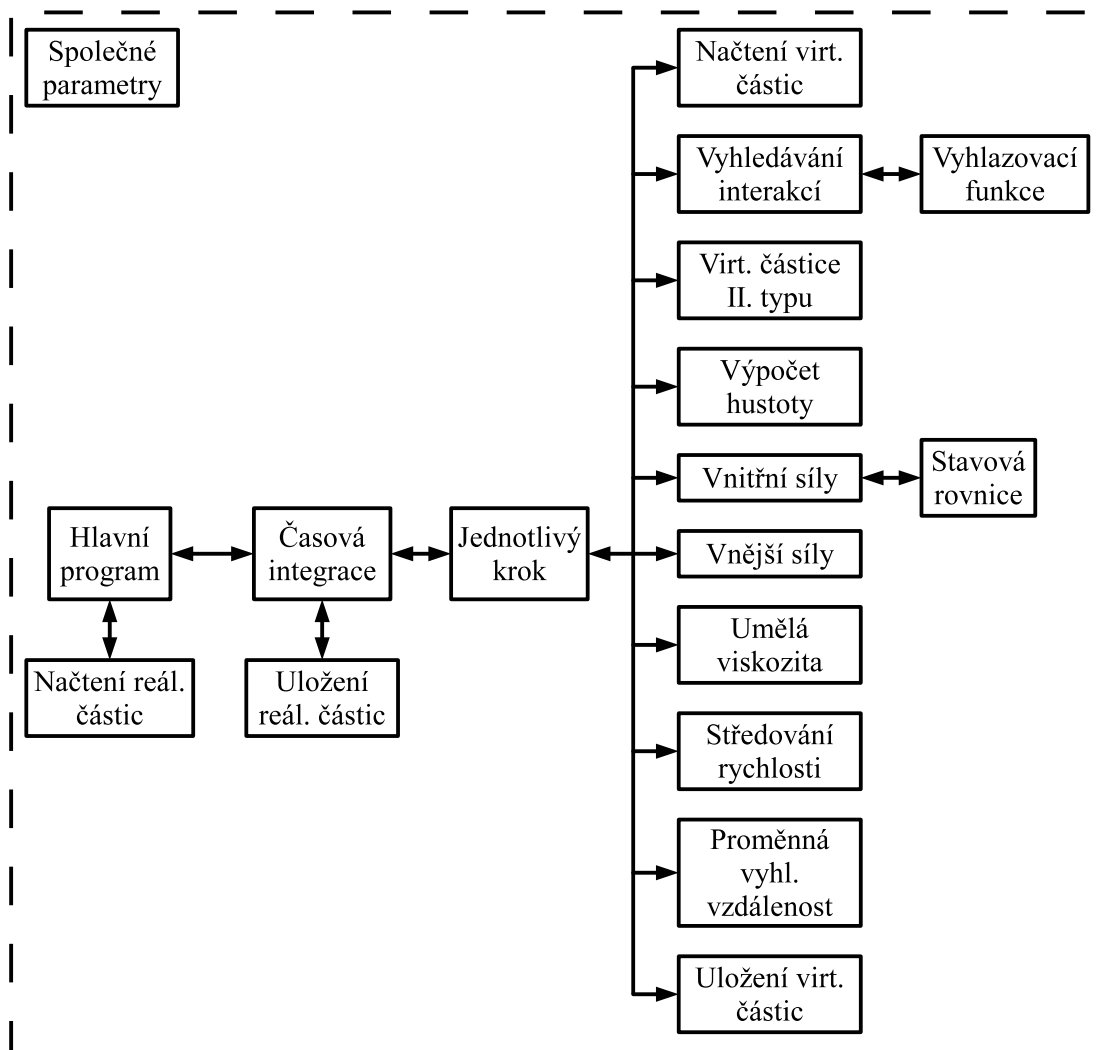 Společné
parametry
Načtení virt.
částic
Vyhledávání
interakcí
Vyhlazovací
funkce
Virt. částice
II. typu
Výpočet
hustoty
Vnitřní síly
Stavová
rovnice
Hlavní
program
Časová
integrace
Jednotlivý
krok
Vnější síly
Umělá
viskozita
Načtení reál.
částic
Uložení
reál. částic
Středování
rychlosti
Proměnná
vyhl.
vzdálenost
Uložení virt.
částic